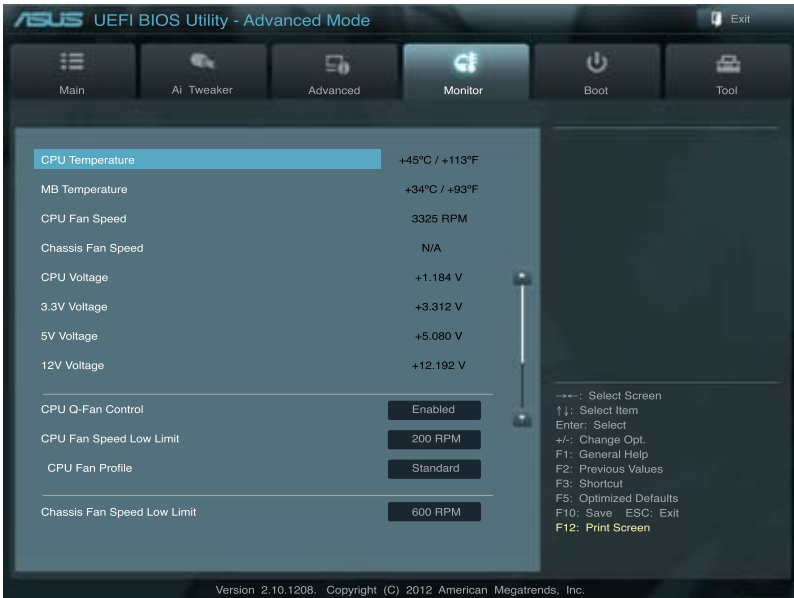 ASUS UEFI BIOS Utility - Advanced Mode
Exit
Main
Ai Tweaker
Advanced
Monitor
Boot
Tool
CPU Temperature +45ºC / +113ºF
MB Temperature +34ºC / +93ºF
CPU Fan Speed 3325 RPM
Chassis Fan Speed N/A
CPU Voltage +1.184 V
3.3V Voltage +3.312 V
5V Voltage +5.080 V
12V Voltage +12.192 V
CPU Q-Fan Control Enabled
CPU Fan Speed Low Limit 200 RPM
CPU Fan Profile Standard
Chassis Fan Speed Low Limit 600 RPM
→←: Select Screen
↑↓: Select Item
Enter: Select
+/-: Change Opt.
F1: General Help
F2: Previous Values
F3: Shortcut
F5: Optimized Defaults
F10: Save ESC: Exit
F12: Print Screen
Version 2.10.1208. Copyright (C) 2012 American Megatrends, Inc.